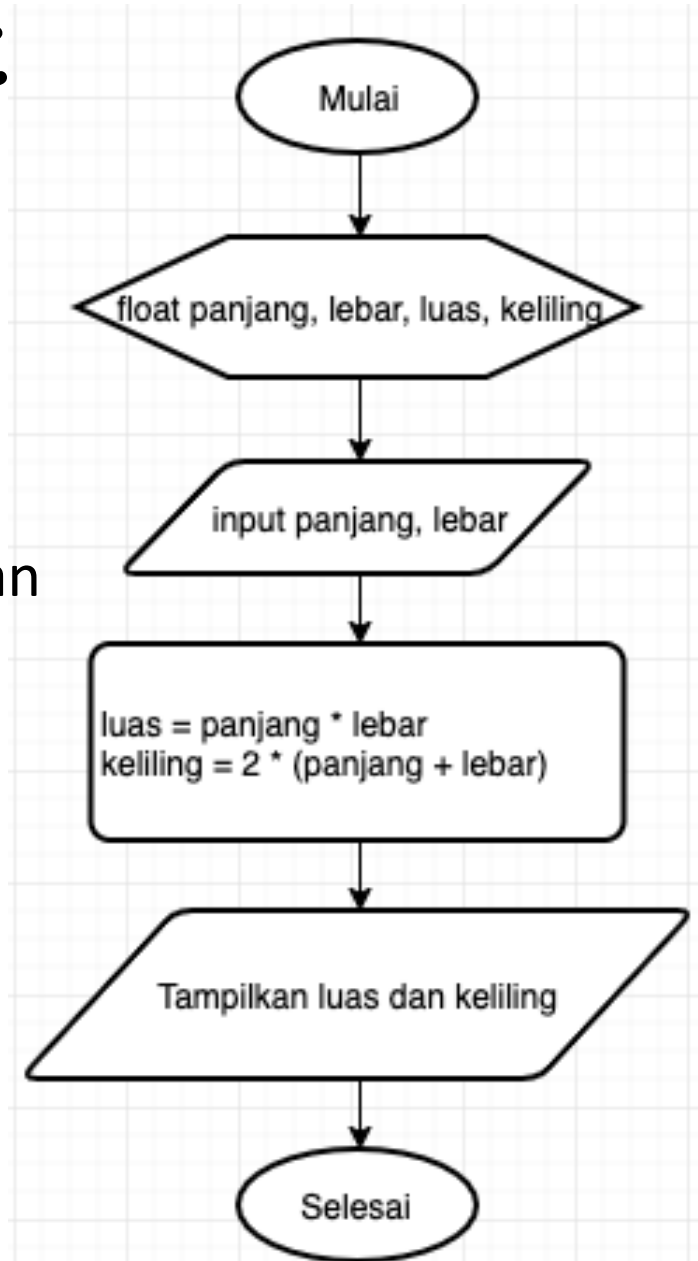 Mulai
float panjang, lebar, luas, keliling
input panjang, lebar
luas = panjang * lebar
keliling = 2 * (panjang + lebar)
Tampilkan luas dan keliling
Selesai